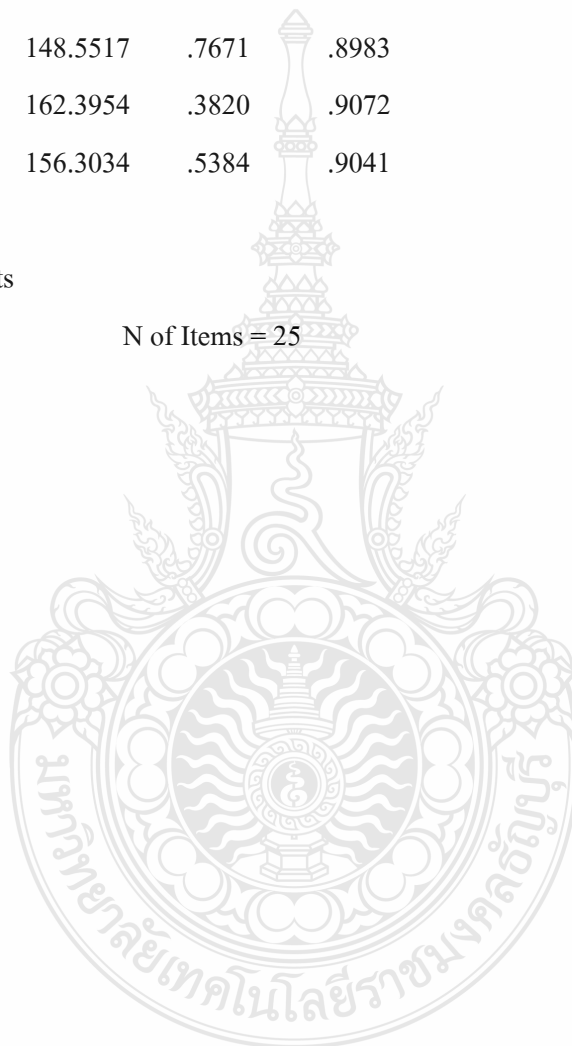 148.5517 .7671 .8983
162.3954 .3820 .9072
156.3034 .5384 .9041
ts
N of Items = 25
มหาวิทยาลัยเทคโนโลยีราชมงคลธัญบุรี